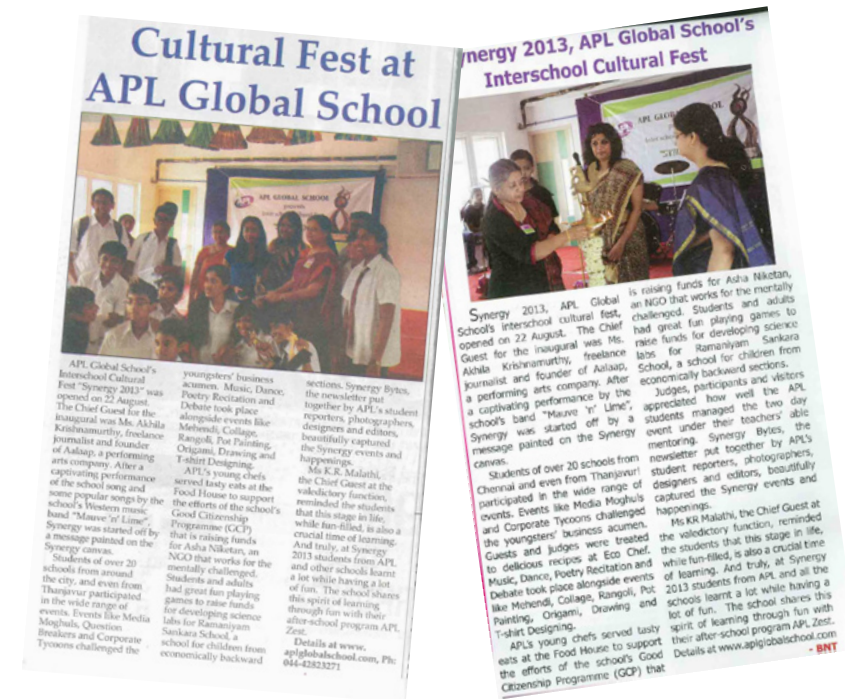 Cultural Fest at
APL Global School
APL GLOBAL SCHOOL
presents
APL Global School's
Interschool Cultural
Fest "Synergy 2013" was
opened on 22 August.
The Chief Guest for the
inaugural was Ms. Akhila
Krishnamurthy, freelance
journalist and founder
of Aalaap, a performing
arts company. After a
captivating performance
of the school song and
some popular songs by the
school's Western music
band "Mauve 'n' Lime",
Synergy was started off by
a message painted on the
Synergy canvas.
Students of over 20
schools from around
the city, and even from
Thanjavur participated
in the wide range of
events. Events like Media
Moghuls, Question
Breakers and Corporate
Tycoons challenged the
youngsters' business
acumen. Music, Dance,
Poetry Recitation and
Debate took place
alongside events like
Mehendi, Collage,
Rangoli, Pot Painting,
Origami, Drawing and
T-shirt Designing.
APL's young chefs
served tasty eats at the
Food House to support
the efforts of the school's
Good Citizenship
Programme (GCP) that
is raising funds
for Asha Niketan, an
NGO that works for the
mentally challenged.
Students and adults
had great fun playing
games to raise funds
for developing science
labs for Ramaniyam
Sankara School, a
school for children from
economically backward
sections. Synergy Bytes,
the newsletter put
together by APL's student
reporters, photographers,
designers and editors,
beautifully captured
the Synergy events and
happenings.
Ms K.R. Malathi,
the Chief Guest at the
valedictory function,
reminded the students
that this stage in life,
while fun-filled, is also a
crucial time of learning.
And truly, at Synergy
2013 students from APL
and other schools learnt
a lot while having a lot
of fun. The school shares
this spirit of learning
through fun with their
after-school program APL
Zest.
Details at www.
apiglobalschool.com, Ph:
044-42823271
ynergy 2013, APL Global School's
Interschool Cultural Fest
APL GLOBAL SCHOOL
Synergy 2013, APL Global
School's interschool cultural fest,
opened on 22 August. The Chief
Guest for the inaugural was Ms.
Akhila Krishnamurthy, freelance
journalist and founder of Aalaap,
a performing arts company. After
a captivating performance by the
school's band "Mauve 'n' Lime",
Synergy was started off by a
message painted on the Synergy
canvas.
Students of over 20 schools from
Chennai and even from Thanjavur!
participated in the wide range of
events. Events like Media Moghuls
and Corporate Tycoons challenged
the youngsters' business acumen.
Guests and judges were treated
to delicious recipes at Eco Chef.
Music, Dance, Poetry Recitation and
Debate took place alongside events
like Mehendi, Collage, Rangoli, Pot
Painting, Origami, Drawing and
T-shirt Designing.
APL's young chefs served tasty
eats at the Food House to support
the efforts of the school's Good
Citizenship Programme (GCP) that
is raising funds for Asha Niketan,
an NGO that works for the mentally
challenged. Students and adults
had great fun playing games to
raise funds for developing science
labs for Ramaniyam Sankara
School, a school for children from
economically backward sections.
Judges, participants and visitors
appreciated how well the APL
students managed the two day
event under their teachers' able
mentoring. Synergy Bytes, the
newsletter put together by APL's
student reporters, photographers,
designers and editors, beautifully
captured the Synergy events and
happenings.
Ms KR Malathi, the Chief Guest at
the valedictory function, reminded
the students that this stage in life,
while fun-filled, is also a crucial time
of learning. And truly, at Synergy
2013 students from APL and all the
schools learnt a lot while having a
lot of fun. The school shares this
spirit of learning through fun with
their after-school program APL Zest.
Details at www.apiglobalschool.com
- BNT